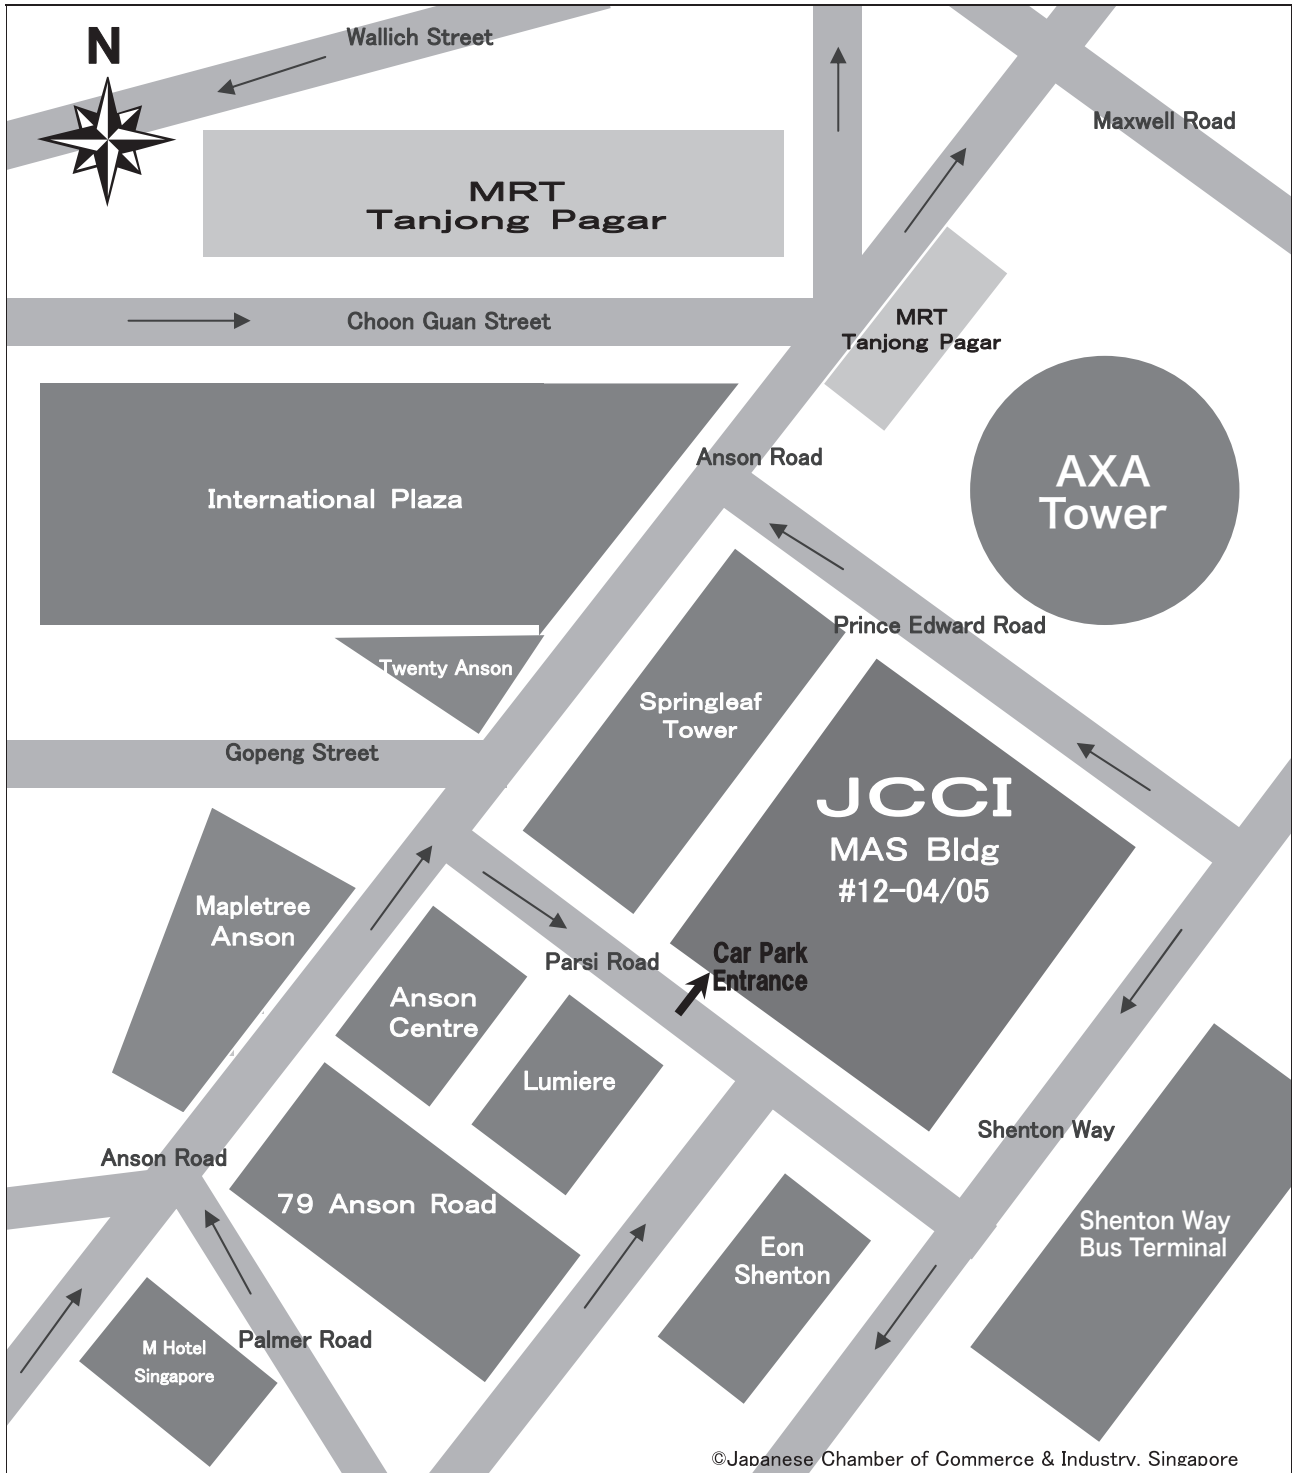 N
Wallich Street
Maxwell Road
MRT
Tanjong Pagar
Choon Guan Street
MRT
Tanjong Pagar
Anson Road
AXA
Tower
International Plaza
Prince Edward Road
Twenty Anson
Springleaf
Tower
Gopeng Street
JCCI
MAS Bldg
#12-04/05
Mapletree
Anson
Car Park
Entrance
Parsi Road
Anson
Centre
Lumiere
Shenton Way
Anson Road
79 Anson Road
Shenton Way
Bus Terminal
Eon
Shenton
Palmer Road
M Hotel
Singapore
©Japanese Chamber of Commerce & Industry, Singapore